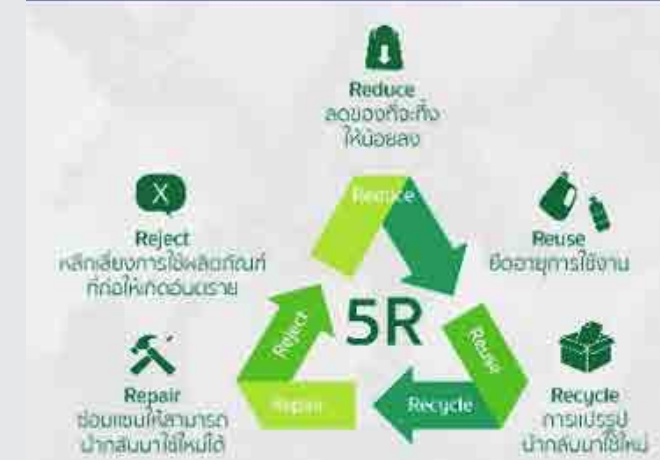 Reduce
ลดของที่จะทิ้ง
ให้น้อยลง
X
Reject
หลีกเลี่ยงการใช้ผลิตภัณฑ์
ที่ก่อให้เกิดอันตราย
Reuse
ยืดอายุการใช้งาน
Repair
ซ่อมแซมให้สามารถ
นำกลับมาใช้ใหม่ได้
Recycle
การแปรรูป
นำกลับมาใช้ใหม่
Reduce
Reject
5R
Reuse
Repair
Recycle